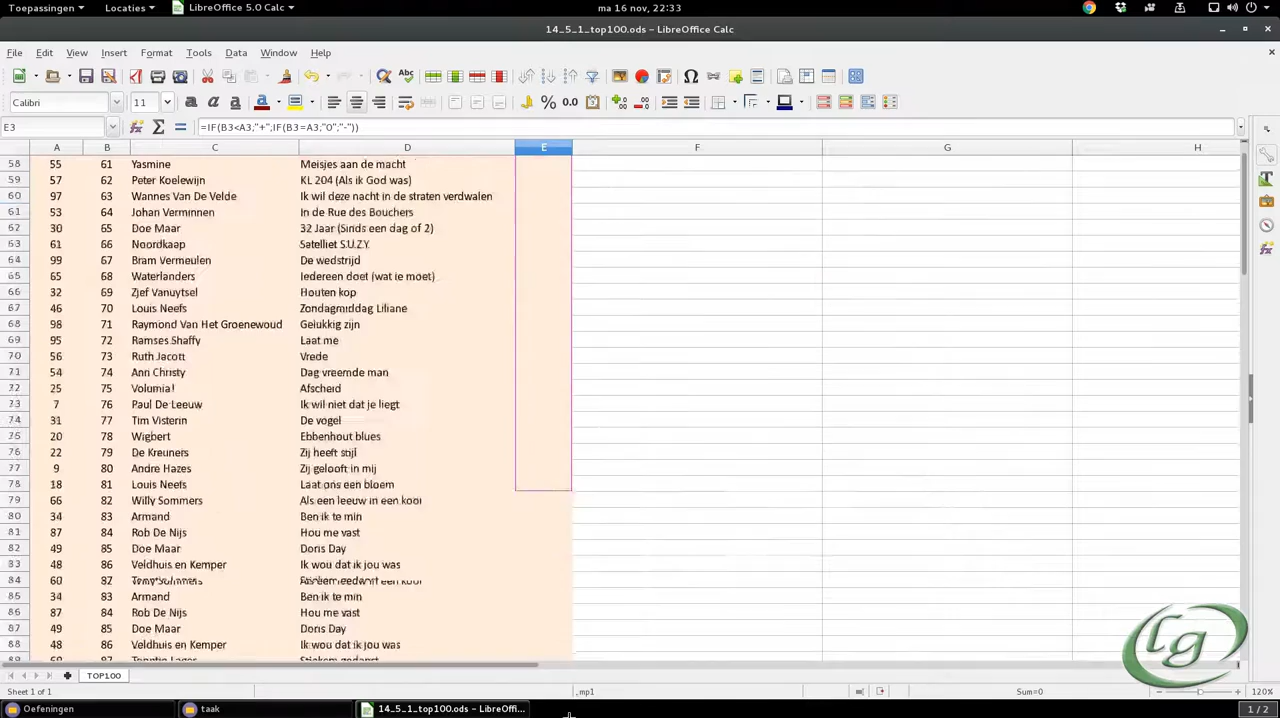 Toepassingen Locaties LibreOffice 5.0 Calc ma 16 nov, 22:33
14_5_1_top100.ods – LibreOffice Calc
File Edit View Insert Format Tools Data Window Help
Calibri 11
E3 =IF(B3<A3;"+";IF(B3=A3;"0";"-"))
A B C D E F G H
58 55 61 Yasmine Meisjes aan de macht
59 57 62 Peter Koelewijn KL 204 (Als ik God was)
60 97 63 Wannes Van De Velde Ik wil deze nacht in de straten verdwalen
61 53 64 Johan Verminnen In de Rue des Bouchers
62 30 65 Doe Maar 32 Jaar (Sinds een dag of 2)
63 61 66 Noordkaap Satelliet S.U.Z.Y.
64 99 67 Bram Vermeulen De wedstrijd
65 65 68 Waterlanders Iedereen doet (wat ie moet)
66 32 69 Zjef Vanuytsel Houten kop
67 46 70 Louis Neefs Zondagmiddag Liliane
68 98 71 Raymond Van Het Groenewoud Gelukkig zijn
69 95 72 Ramses Shaffy Laat me
70 56 73 Ruth Jacott Vrede
71 54 74 Ann Christy Dag vreemde man
72 25 75 Volumia! Afscheid
73 7 76 Paul De Leeuw Ik wil niet dat je liegt
74 31 77 Tim Visterin De vogel
75 20 78 Wigbert Ebbenhout blues
76 22 79 De Kreuners Zij heeft stijl
77 9 80 Andre Hazes Zij gelooft in mij
78 18 81 Louis Neefs Laat ons een bloem
79 66 82 Willy Sommers Als een leeuw in een kooi
80 34 83 Armand Ben ik te min
81 87 84 Rob De Nijs Hou me vast
82 49 85 Doe Maar Doris Day
83 48 86 Veldhuis en Kemper Ik wou dat ik jou was
84 60 87
85 34 83 Armand Ben ik te min
86 87 84 Rob De Nijs Hou me vast
87 49 85 Doe Maar Doris Day
88 48 86 Veldhuis en Kemper Ik wou dat ik jou was
TOP100
Sheet 1 of 1 Sum=0 120%
Oefeningen taak 14_5_1_top100.ods – LibreOffi... 1 / 2
lg